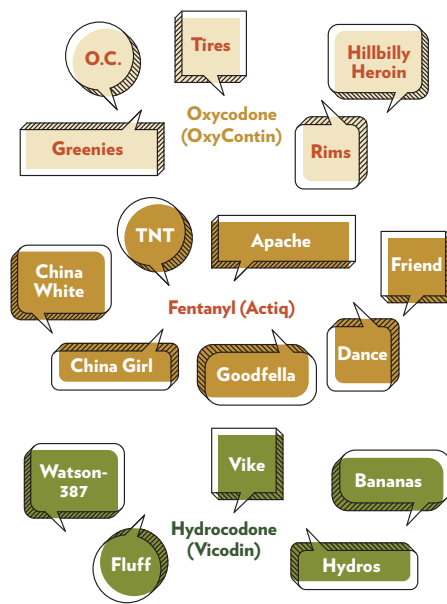 O.C.
Tires
Hillbilly
Heroin
Oxycodone
(OxyContin)
Greenies
Rims
TNT
Apache
China
White
Friend
Fentanyl (Actiq)
China Girl
Goodfella
Dance
Watson-
387
Vike
Bananas
Hydrocodone
(Vicodin)
Fluff
Hydros